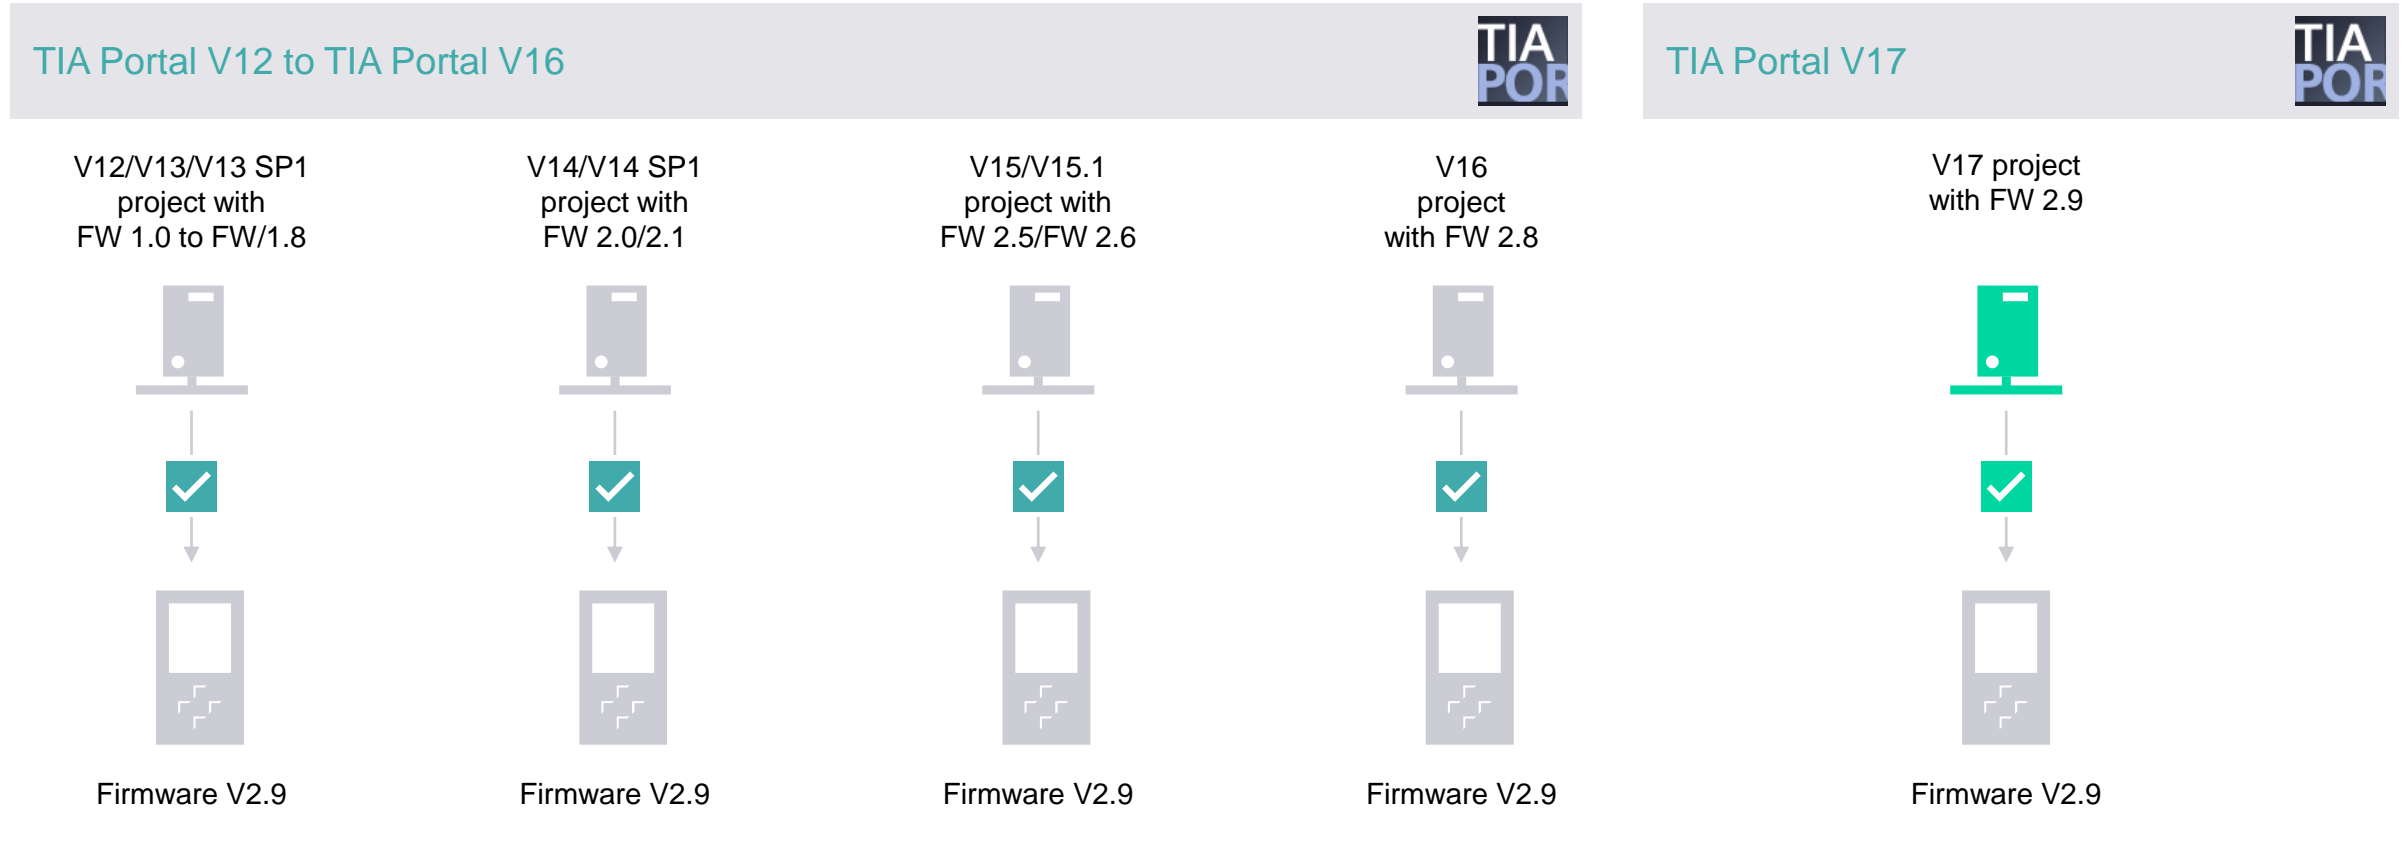 TIA Portal V12 to TIA Portal V16
TIA
POR
TIA Portal V17
TIA
POR
V12/V13/V13 SP1
project with
FW 1.0 to FW/1.8
V14/V14 SP1
project with
FW 2.0/2.1
V15/V15.1
project with
FW 2.5/FW 2.6
V16
project
with FW 2.8
V17 project
with FW 2.9
Firmware V2.9
Firmware V2.9
Firmware V2.9
Firmware V2.9
Firmware V2.9